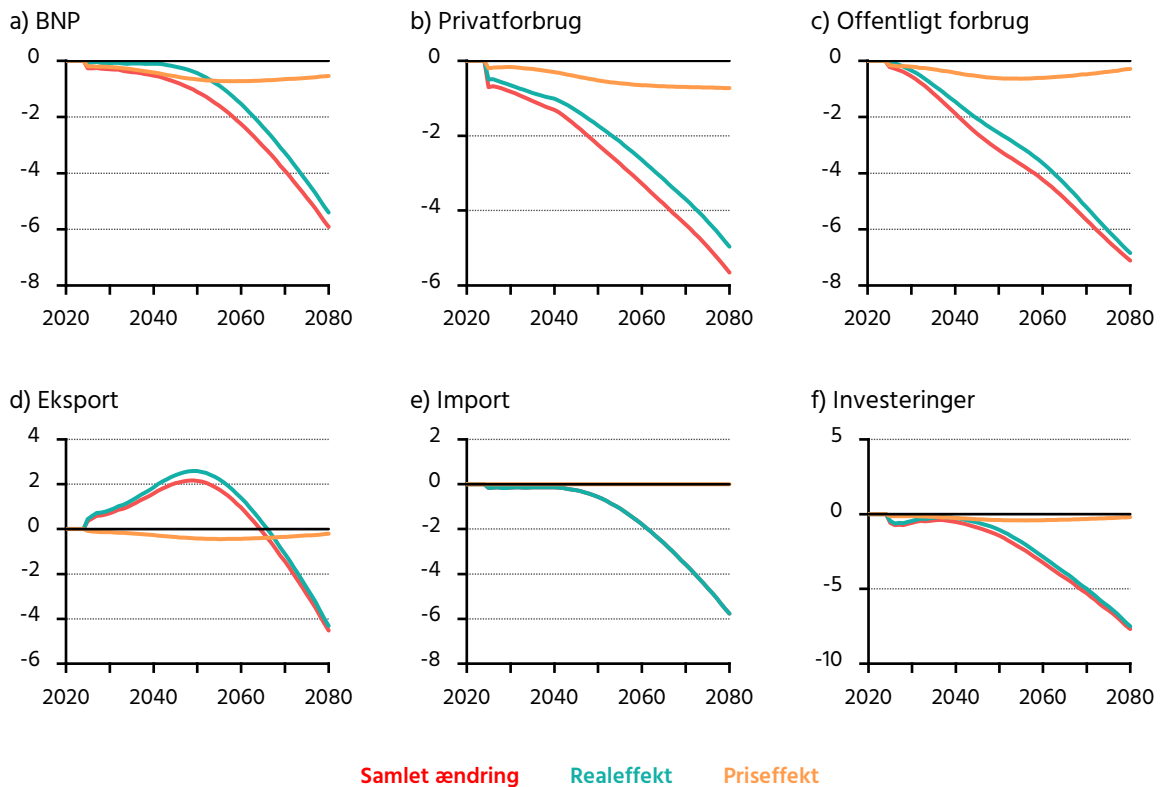 a) BNP
0
-2
-4
-6
-8
2020 2040 2060 2080
b) Privatforbrug
0
-2
-4
-6
2020 2040 2060 2080
c) Offentligt forbrug
0
-2
-4
-6
-8
2020 2040 2060 2080
d) Eksport
4
2
0
-2
-4
-6
2020 2040 2060 2080
e) Import
2
0
-2
-4
-6
-8
2020 2040 2060 2080
f) Investeringer
5
0
-5
-10
2020 2040 2060 2080
Samlet ændring Realeffekt Priseffekt